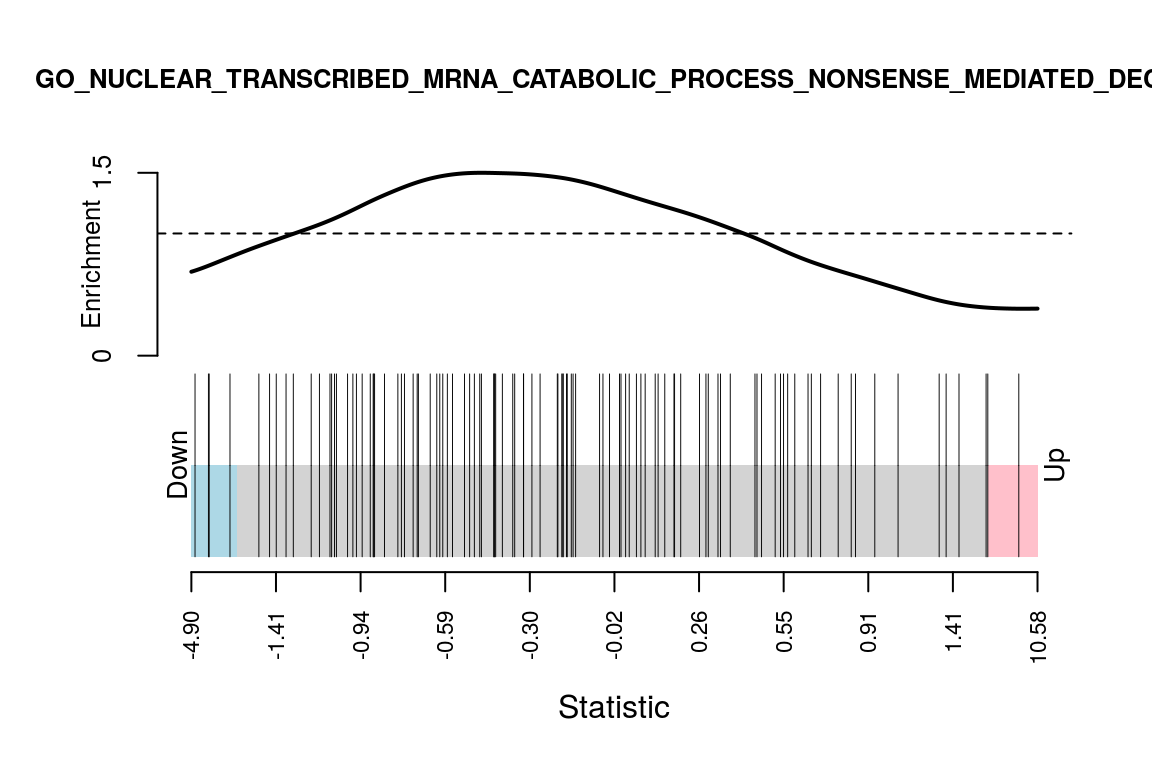 GO_NUCLEAR_TRANSCRIBED_MRNA_CATABOLIC_PROCESS_NONSENSE_MEDIATED_DEC
Enrichment
1.5
0
Down
Up
-4.90 -1.41 -0.94 -0.59 -0.30 -0.02 0.26 0.55 0.91 1.41 10.58
Statistic